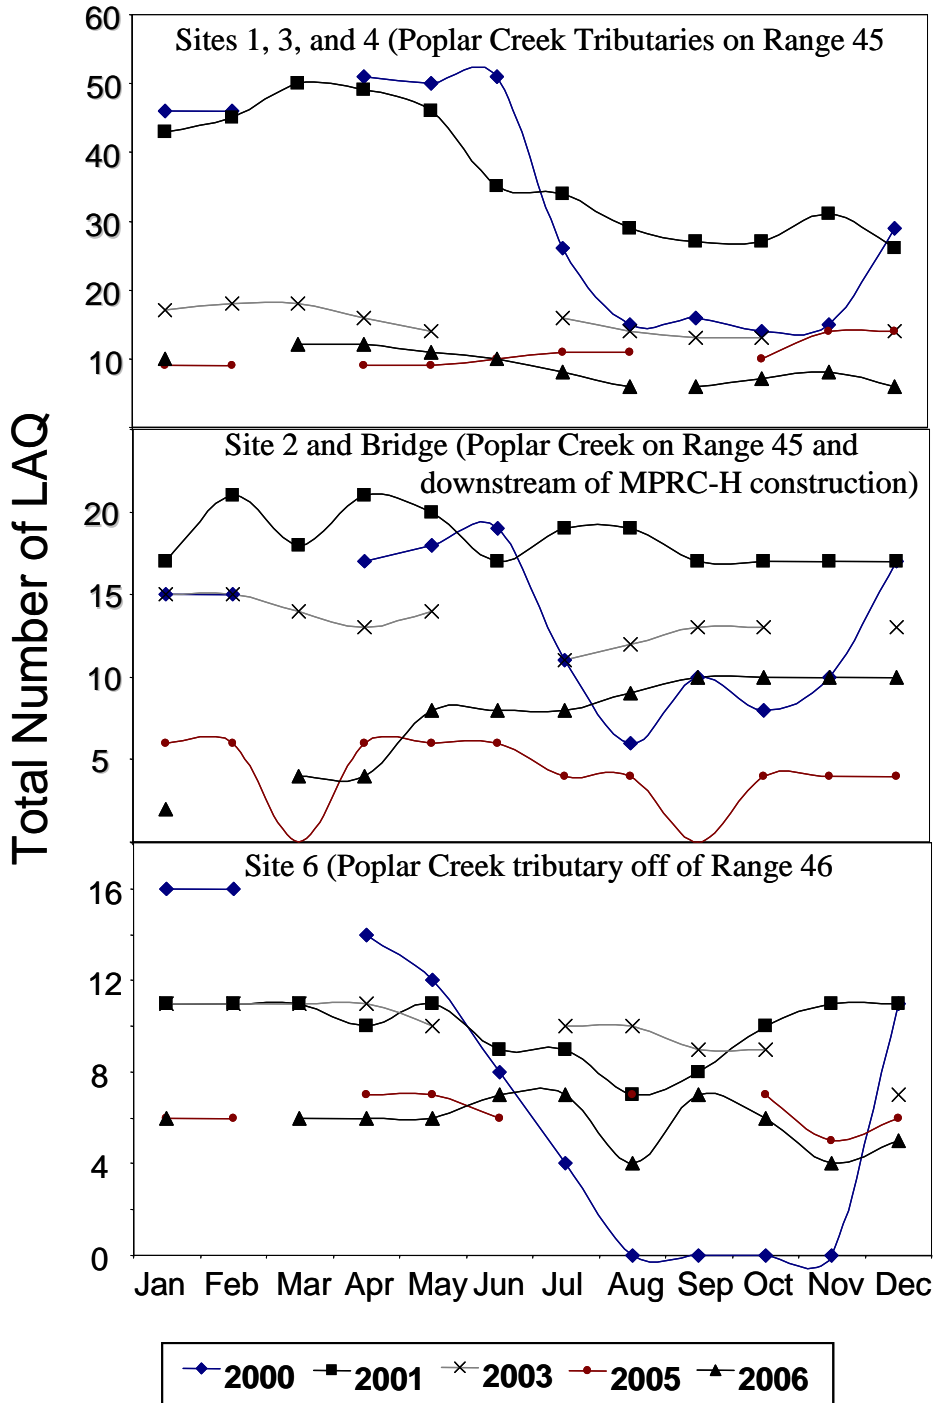 Total Number of LAQ
Sites 1, 3, and 4 (Poplar Creek Tributaries on Range 45
60
50
40
30
20
10
Site 2 and Bridge (Poplar Creek on Range 45 and
downstream of MPRC-H construction)
20
15
10
5
Site 6 (Poplar Creek tributary off of Range 46
16
12
8
4
0
Jan Feb Mar Apr May Jun Jul Aug Sep Oct Nov Dec
2000 2001 2003 2005 2006